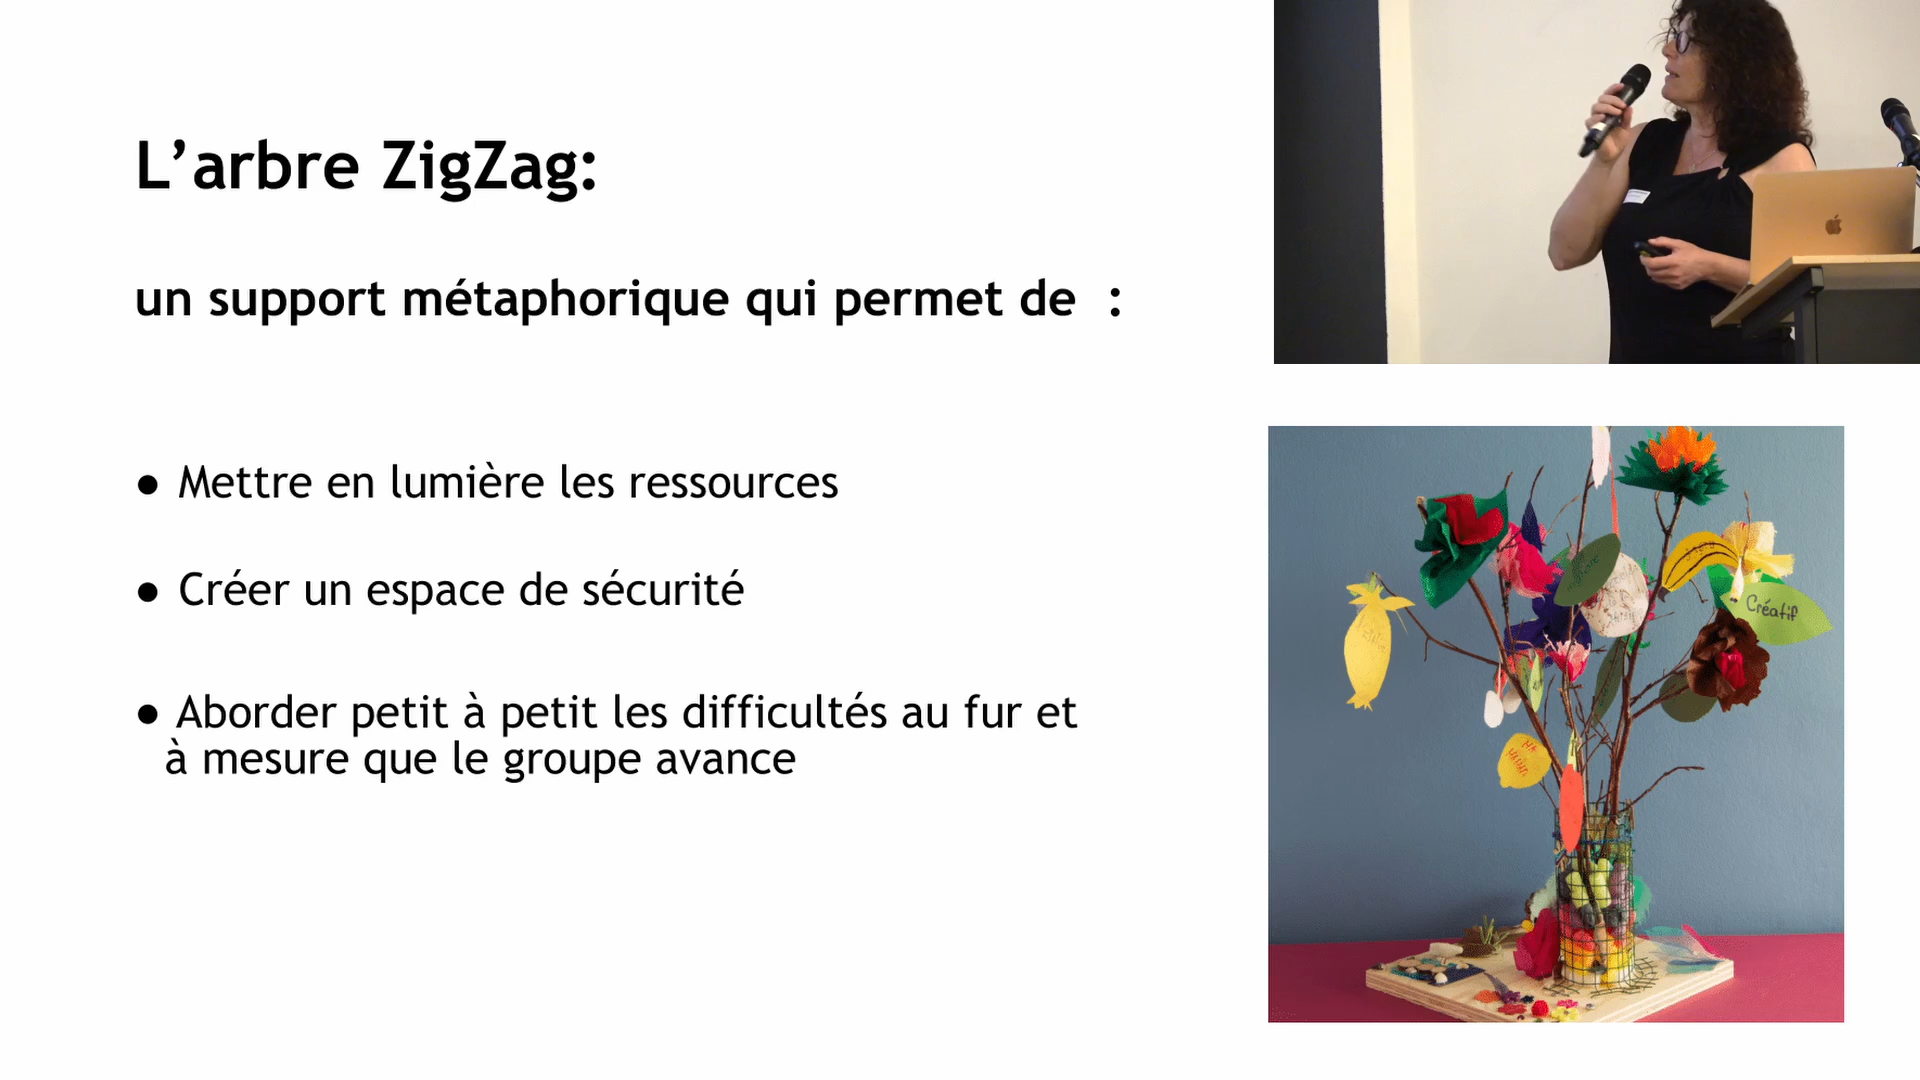 L’arbre ZigZag:
un support métaphorique qui permet de  :
● Mettre en lumière les ressources
● Créer un espace de sécurité
● Aborder petit à petit les difficultés au fur et
à mesure que le groupe avance
Créatif